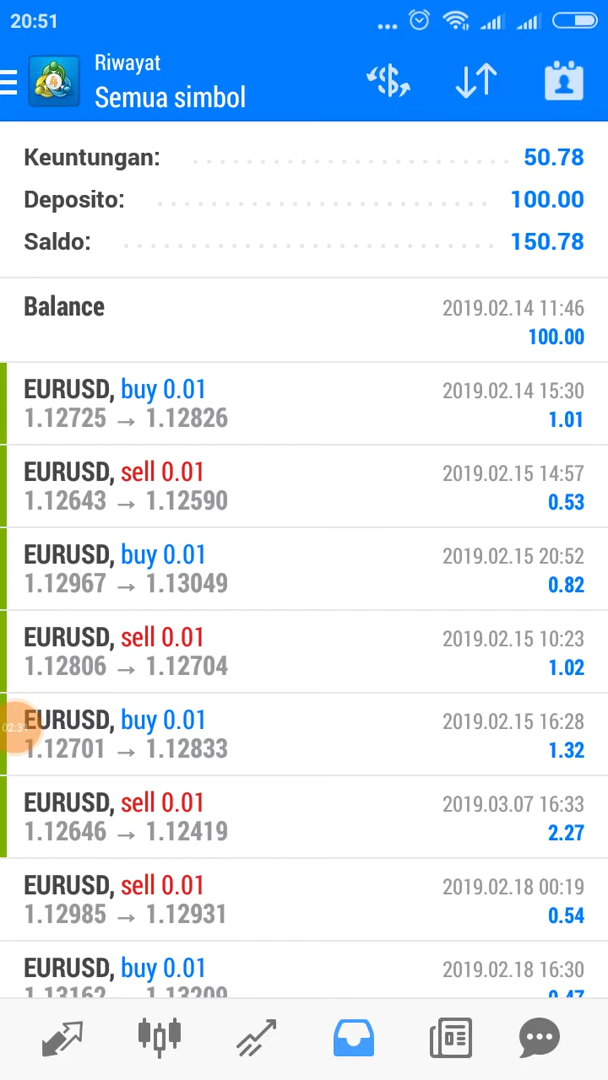 20:51
Riwayat
Semua simbol
Keuntungan: 50.78
Deposito: 100.00
Saldo: 150.78
Balance 2019.02.14 11:46
100.00
EURUSD, buy 0.01 2019.02.14 15:30
1.12725 → 1.12826 1.01
EURUSD, sell 0.01 2019.02.15 14:57
1.12643 → 1.12590 0.53
EURUSD, buy 0.01 2019.02.15 20:52
1.12967 → 1.13049 0.82
EURUSD, sell 0.01 2019.02.15 10:23
1.12806 → 1.12704 1.02
EURUSD, buy 0.01 2019.02.15 16:28
1.12701 → 1.12833 1.32
EURUSD, sell 0.01 2019.03.07 16:33
1.12646 → 1.12419 2.27
EURUSD, sell 0.01 2019.02.18 00:19
1.12985 → 1.12931 0.54
EURUSD, buy 0.01 2019.02.18 16:30
1.13162 → 1.13209 0.47